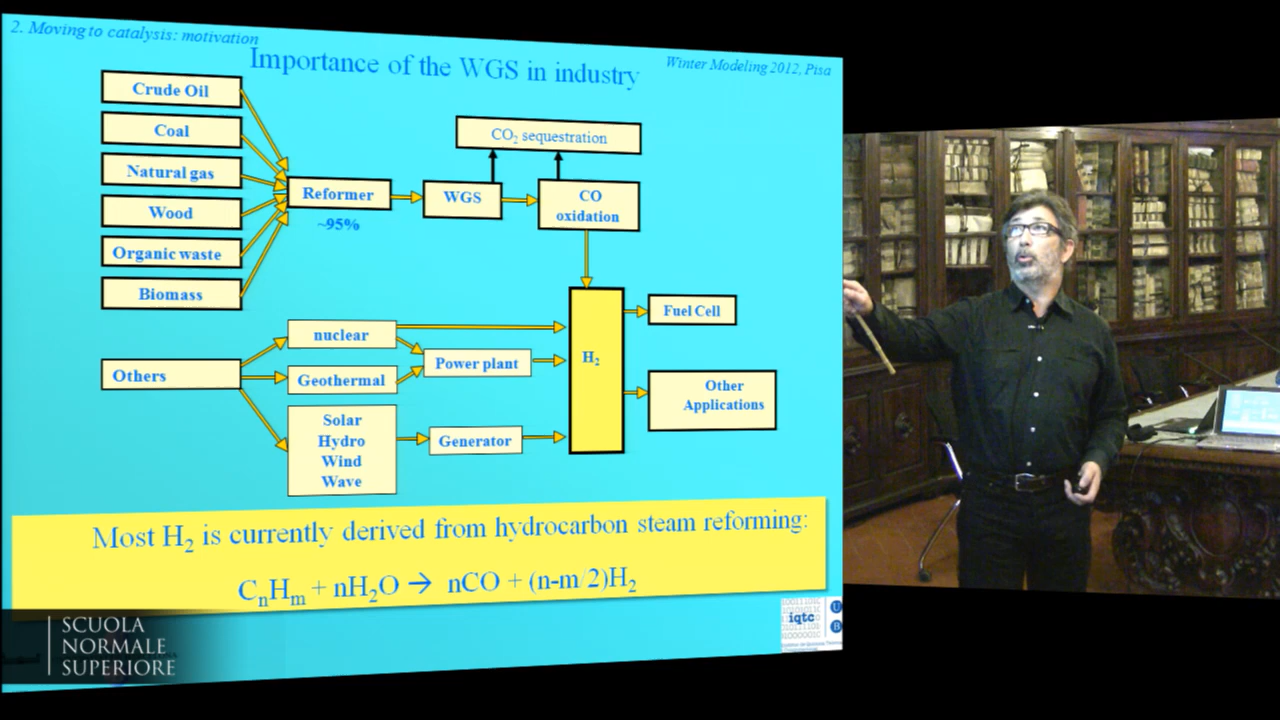 2. Moving to catalysis: motivation
Winter Modeling 2012, Pisa
Importance of the WGS in industry
Crude Oil
Coal
Natural gas
Wood
Organic waste
Biomass
Reformer
~95%
WGS
CO₂ sequestration
CO
oxidation
Others
nuclear
Geothermal
Solar
Hydro
Wind
Wave
Power plant
Generator
H₂
Fuel Cell
Other
Applications
Most H₂ is currently derived from hydrocarbon steam reforming:
CₙHₘ + nH₂O → nCO + (n-m/2)H₂
iqtc
U
B
SCUOLA
NORMALE
SUPERIORE